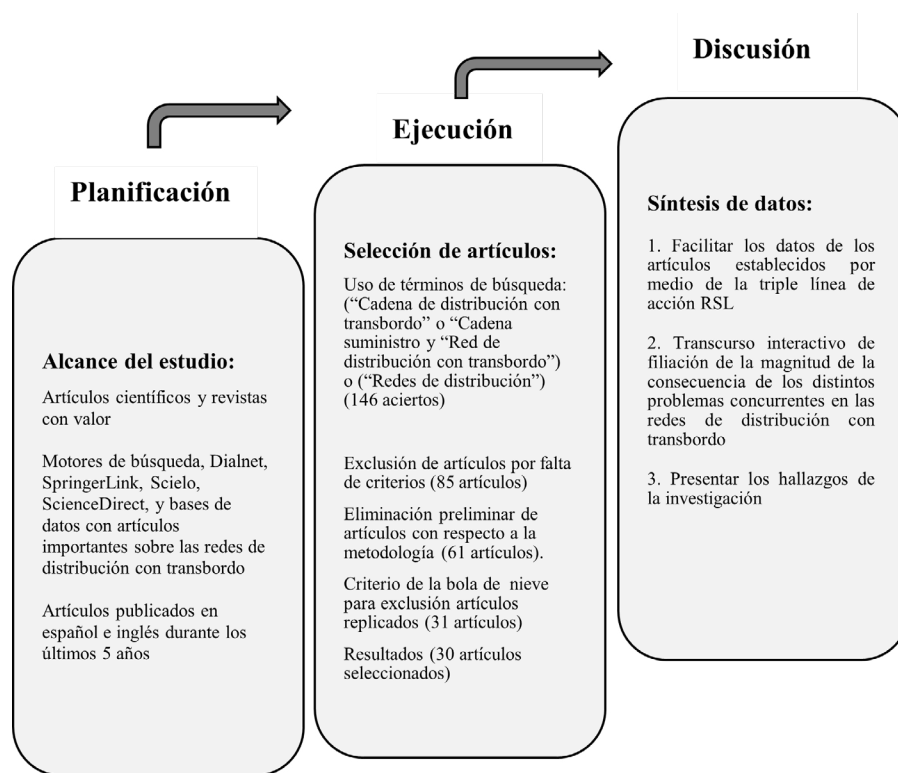 Planificación
Alcance del estudio:
Artículos científicos y revistas
con valor
Motores de búsqueda, Dialnet,
SpringerLink, Scielo,
ScienceDirect, y bases de
datos con artículos
importantes sobre las redes de
distribución con transbordo
Artículos publicados en
español e inglés durante los
últimos 5 años
Ejecución
Selección de artículos:
Uso de términos de búsqueda:
(“Cadena de distribución con
transbordo” o “Cadena
suministro y “Red de
distribución con transbordo”)
o (“Redes de distribución”)
(146 aciertos)
Exclusión de artículos por falta
de criterios (85 artículos)
Eliminación preliminar de
artículos con respecto a la
metodología (61 artículos).
Criterio de la bola de nieve
para exclusión artículos
replicados (31 artículos)
Resultados (30 artículos
seleccionados)
Discusión
Síntesis de datos:
1. Facilitar los datos de los
artículos establecidos por
medio de la triple línea de
acción RSL
2. Transcurso interactivo de
filiación de la magnitud de la
consecuencia de los distintos
problemas concurrentes en las
redes de distribución con
transbordo
3. Presentar los hallazgos de
la investigación